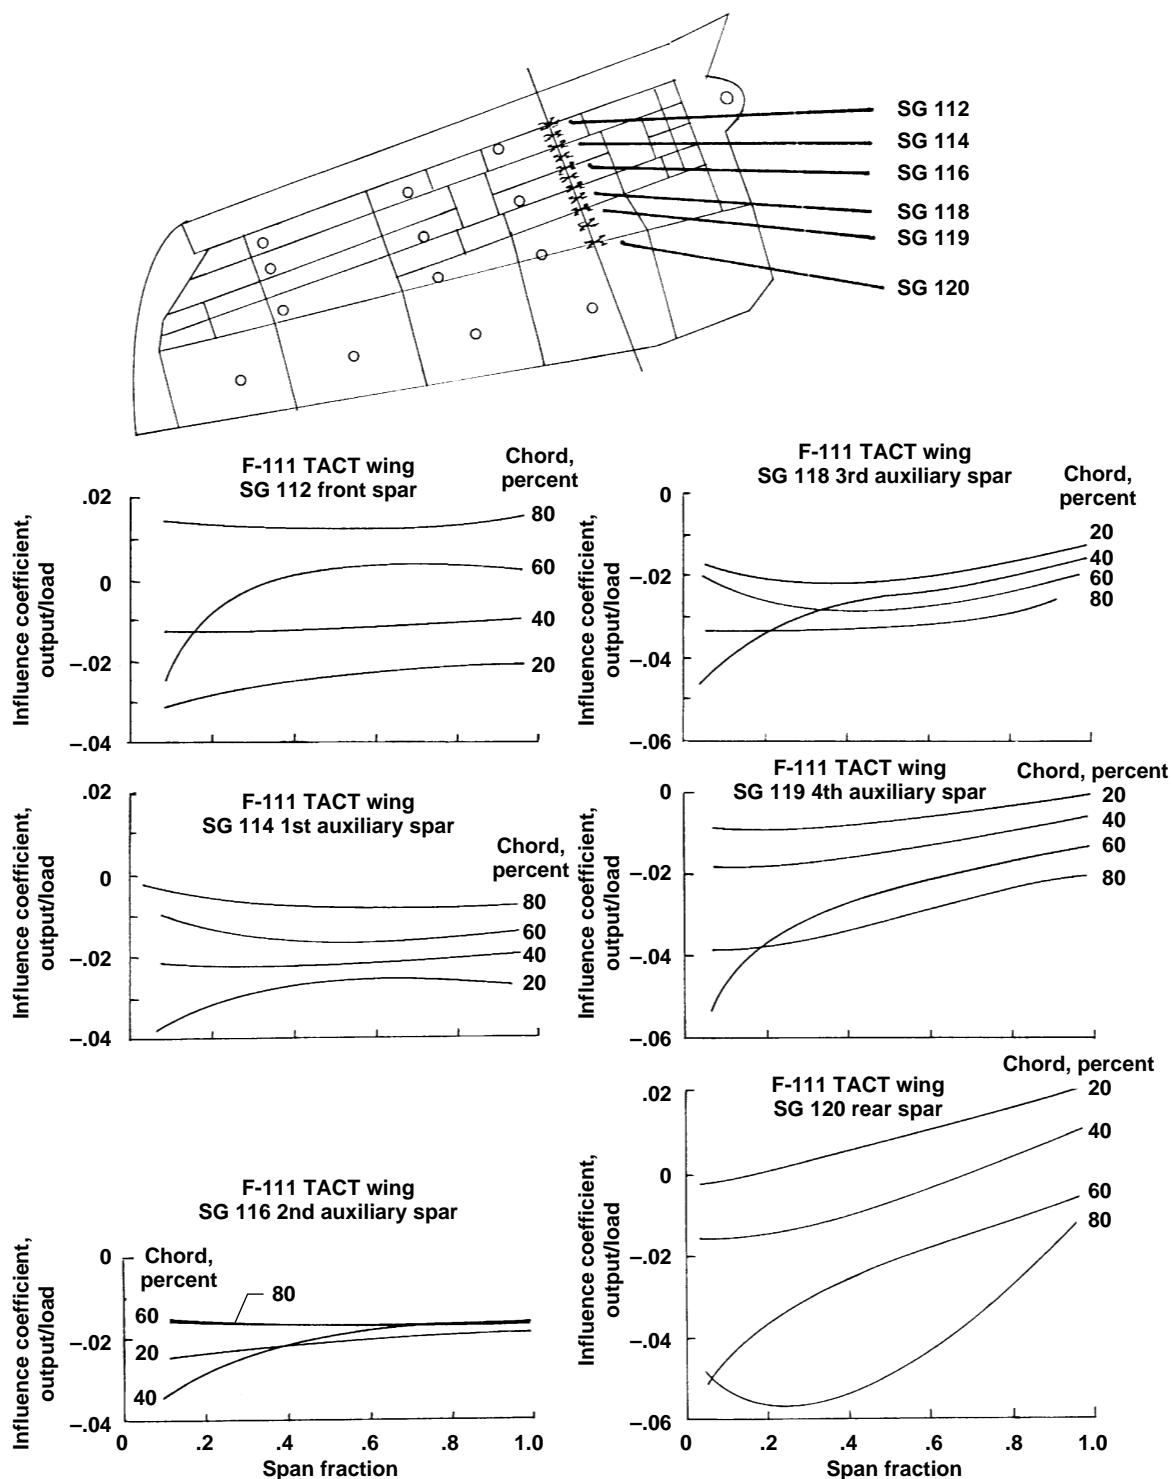 SG 112
SG 114
SG 116
SG 118
SG 119
SG 120
F-111 TACT wing
SG 112 front spar
Chord,
percent
Influence coefficient,
output/load
.02
0
–.02
–.04
80
60
40
20
F-111 TACT wing
SG 118 3rd auxiliary spar
Chord,
percent
Influence coefficient,
output/load
0
–.02
–.04
–.06
20
40
60
80
F-111 TACT wing
SG 114 1st auxiliary spar
Chord,
percent
Influence coefficient,
output/load
.02
0
–.02
–.04
80
60
40
20
F-111 TACT wing
SG 119 4th auxiliary spar
Chord, percent
Influence coefficient,
output/load
0
–.02
–.04
–.06
20
40
60
80
F-111 TACT wing
SG 116 2nd auxiliary spar
Chord,
percent
Influence coefficient,
output/load
0
–.02
–.04
60
80
20
40
0 .2 .4 .6 .8 1.0
Span fraction
F-111 TACT wing
SG 120 rear spar
Chord, percent
Influence coefficient,
output/load
.02
0
–.02
–.04
–.06
20
40
60
80
0 .2 .4 .6 .8 1.0
Span fraction